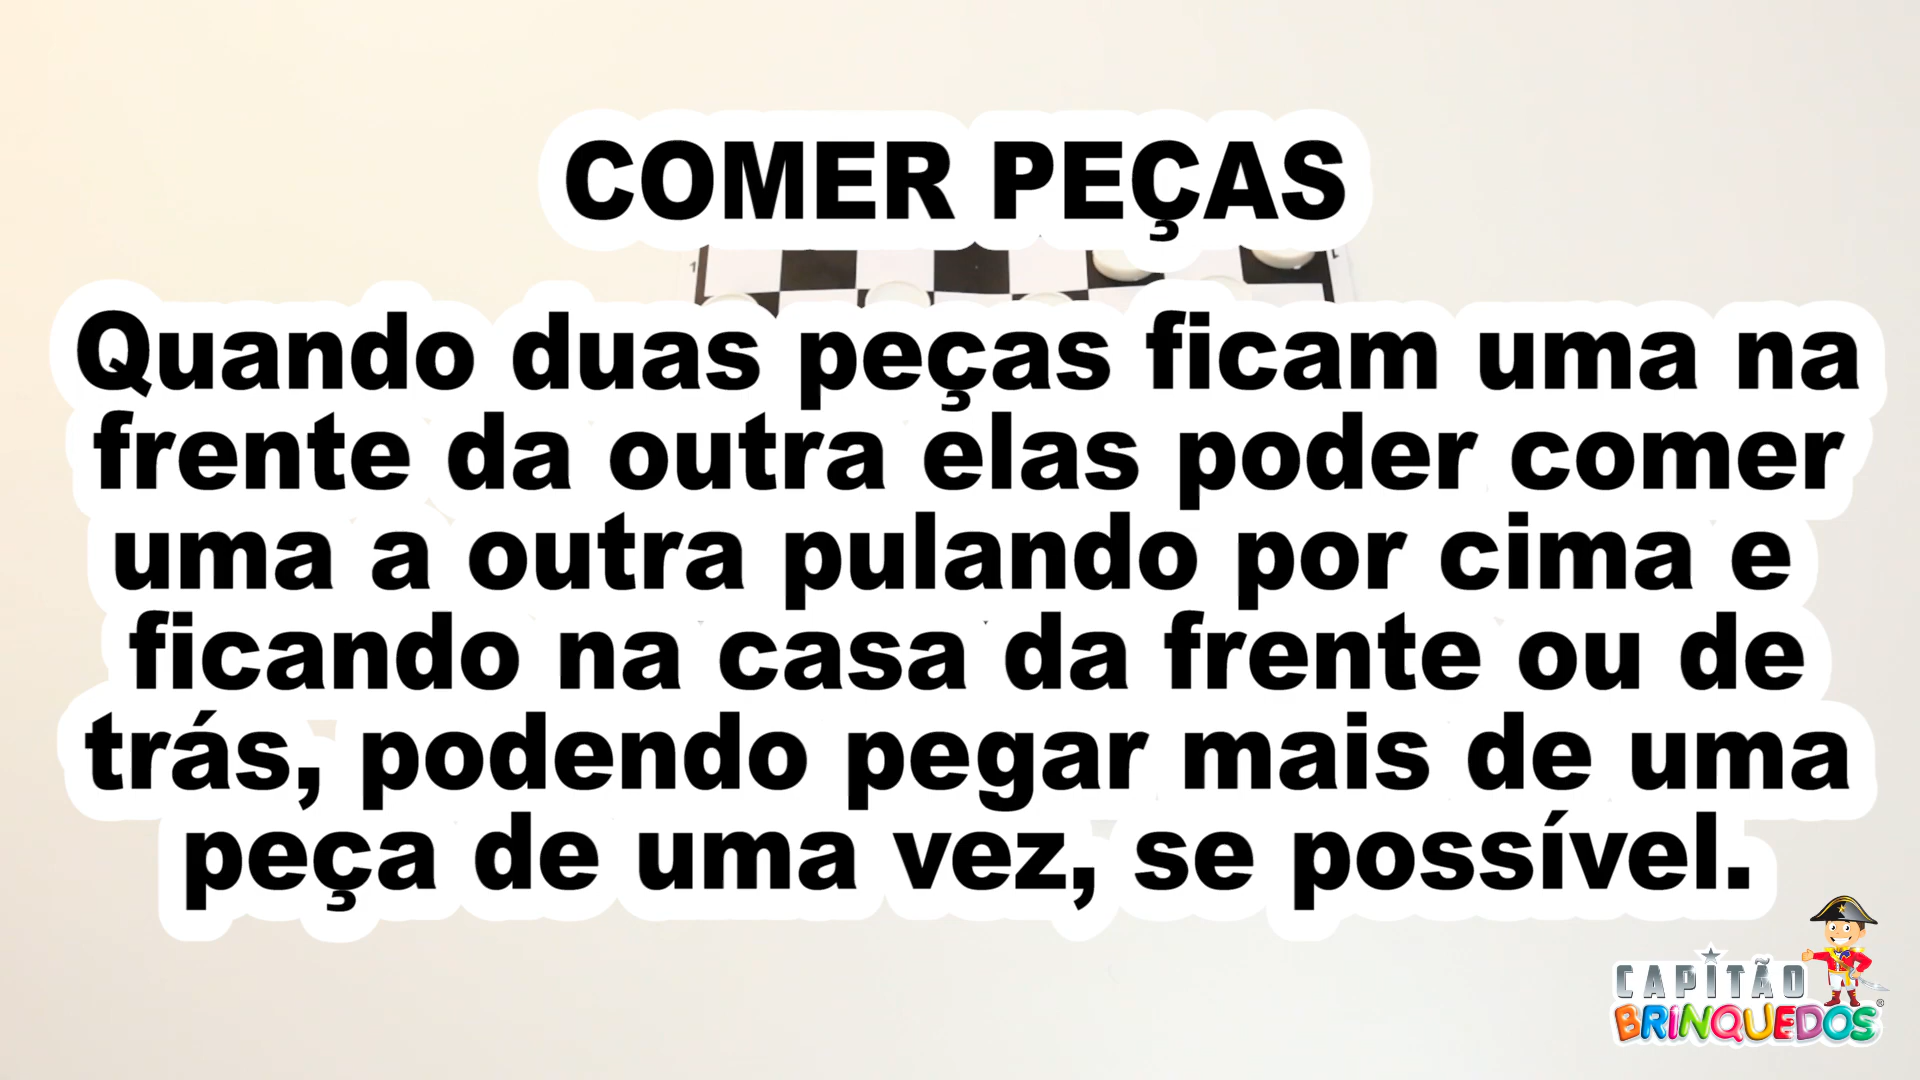 COMER PEÇAS
1
1
Quando duas peças ficam uma na
frente da outra elas poder comer
uma a outra pulando por cima e
ficando na casa da frente ou de
trás, podendo pegar mais de uma
peça de uma vez, se possível.
CAPITÃO
BRINQUEDOS
®